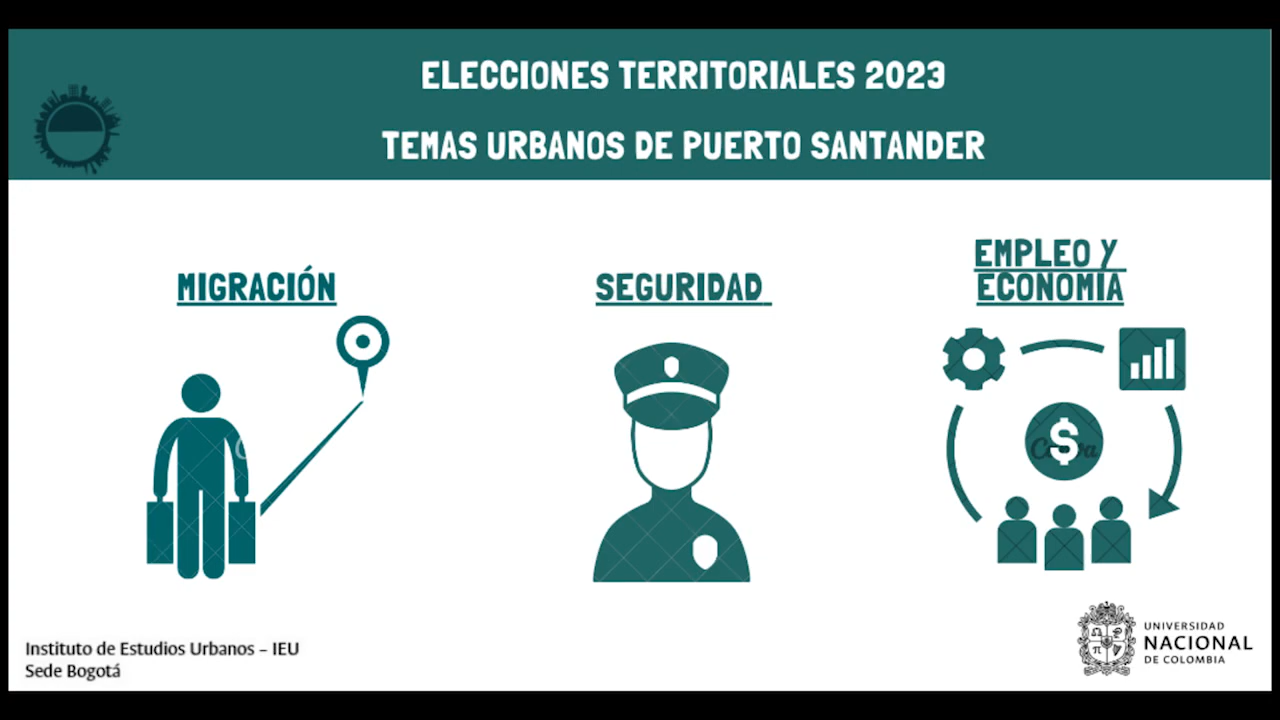 ELECCIONES TERRITORIALES 2023
TEMAS URBANOS DE PUERTO SANTANDER
MIGRACIÓN
SEGURIDAD
EMPLEO Y
ECONOMÍA
$
Canva
Instituto de Estudios Urbanos – IEU
Sede Bogotá
UNIVERSIDAD
NACIONAL
DE COLOMBIA